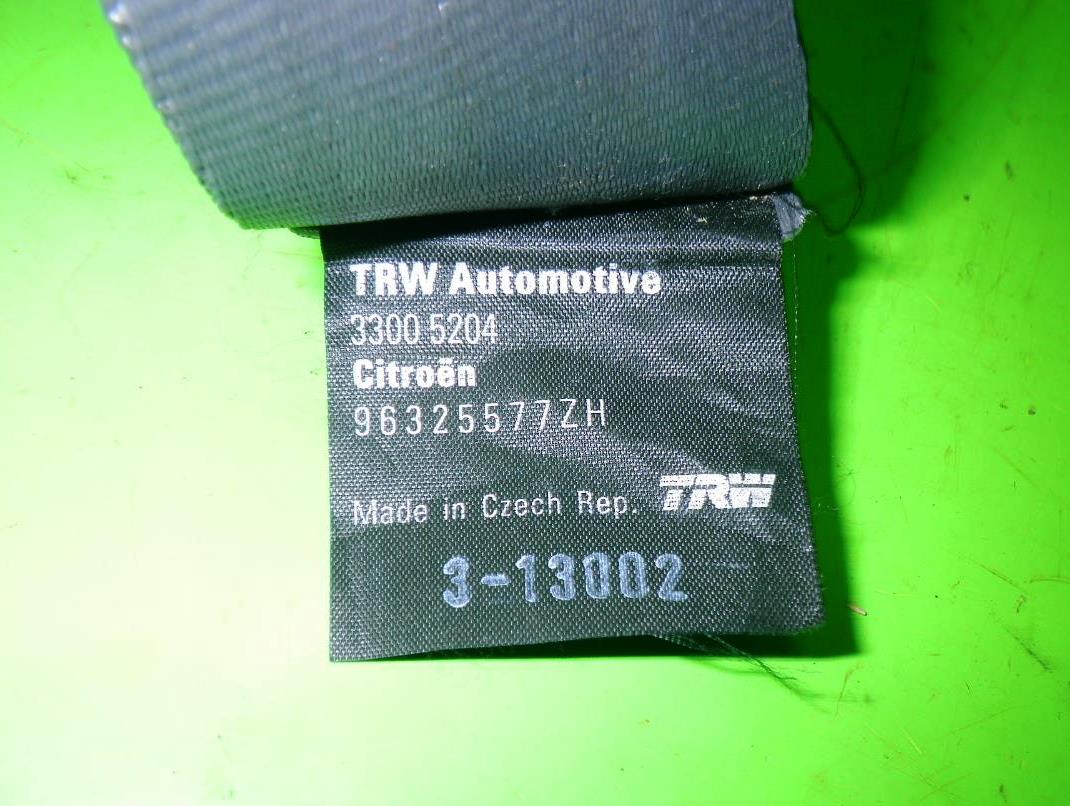 TRW Automotive
3300 5204
Citroën
96325577ZH
Made in Czech Rep. TRW
3-13002